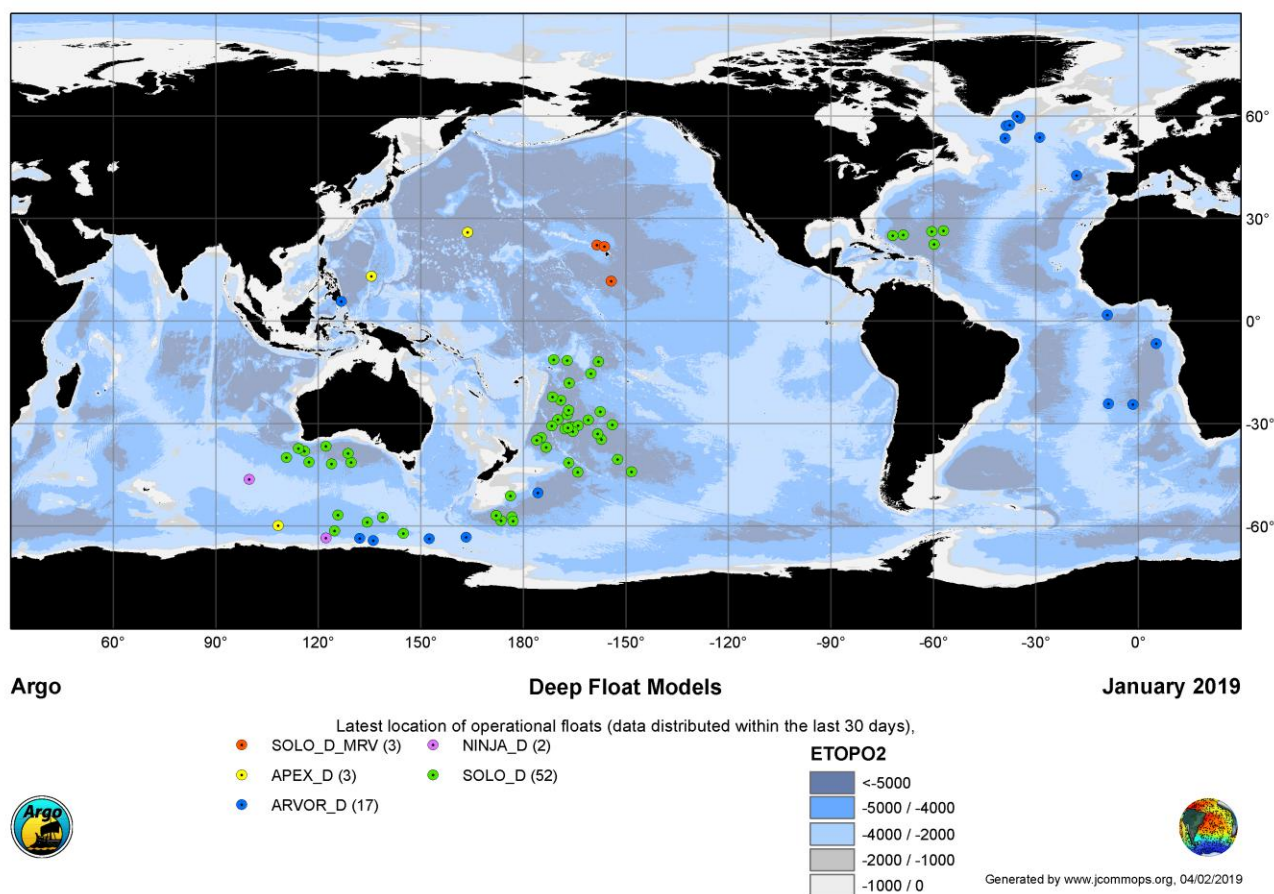 60°
30°
0°
-30°
-60°
60° 90° 120° 150° 180° -150° -120° -90° -60° -30° 0°
Argo Deep Float Models January 2019
Latest location of operational floats (data distributed within the last 30 days),
SOLO_D_MRV (3) NINJA_D (2)
APEX_D (3) SOLO_D (52)
ARVOR_D (17)
ETOPO2
<-5000
-5000 / -4000
-4000 / -2000
-2000 / -1000
-1000 / 0
Argo
Generated by www.jcommops.org, 04/02/2019